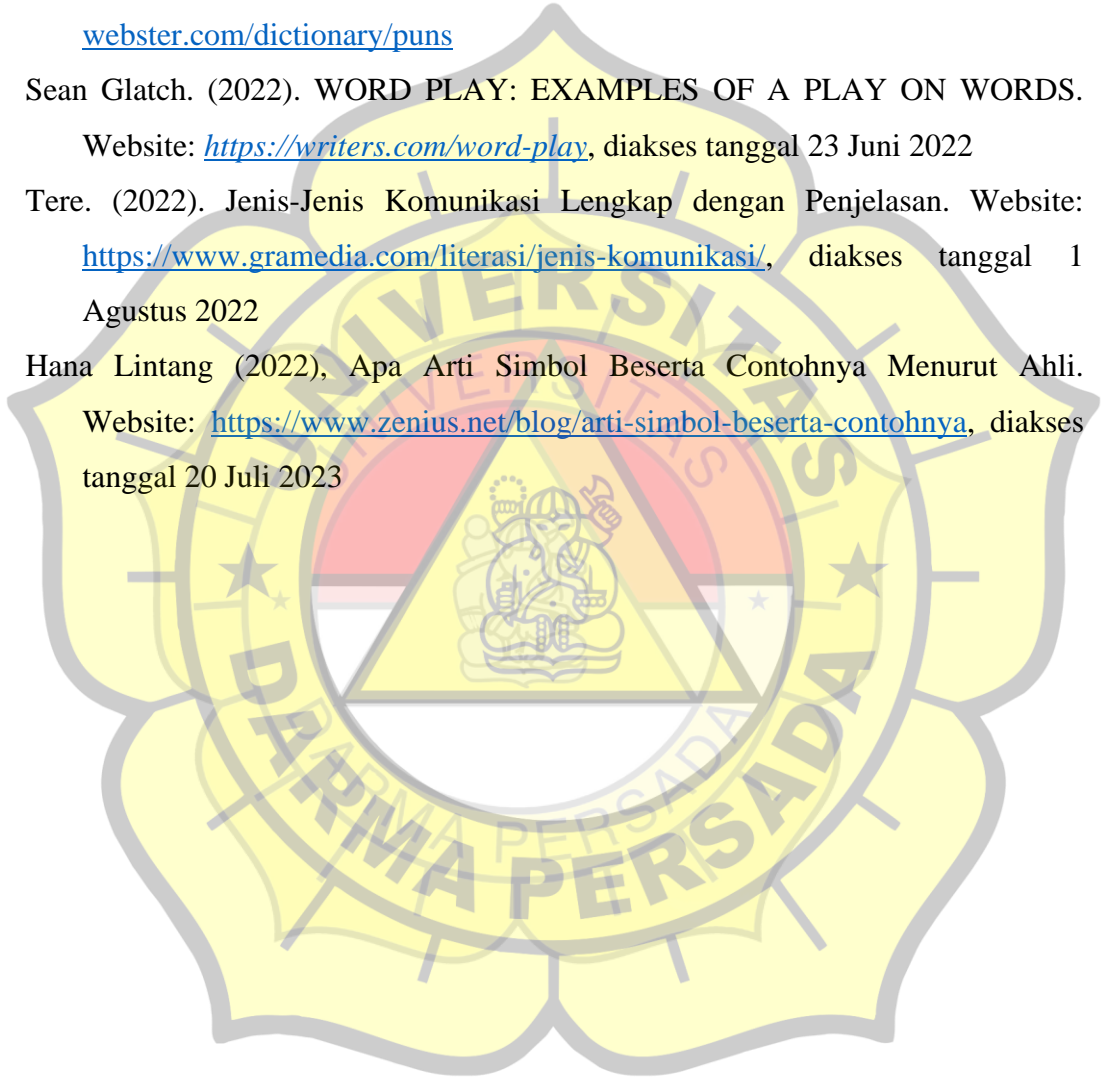 webster.com/dictionary/puns
Sean Glatch. (2022). WORD PLAY: EXAMPLES OF A PLAY ON WORDS.
Website: https://writers.com/word-play, diakses tanggal 23 Juni 2022
Tere. (2022). Jenis-Jenis Komunikasi Lengkap dengan Penjelasan. Website:
https://www.gramedia.com/literasi/jenis-komunikasi/, diakses tanggal 1
Agustus 2022
Hana Lintang (2022), Apa Arti Simbol Beserta Contohnya Menurut Ahli.
Website: https://www.zenius.net/blog/arti-simbol-beserta-contohnya, diakses
tanggal 20 Juli 2023
UNIVERSITAS
UNIVERSITAS
DARMA PERSADA
DARMA PERSADA